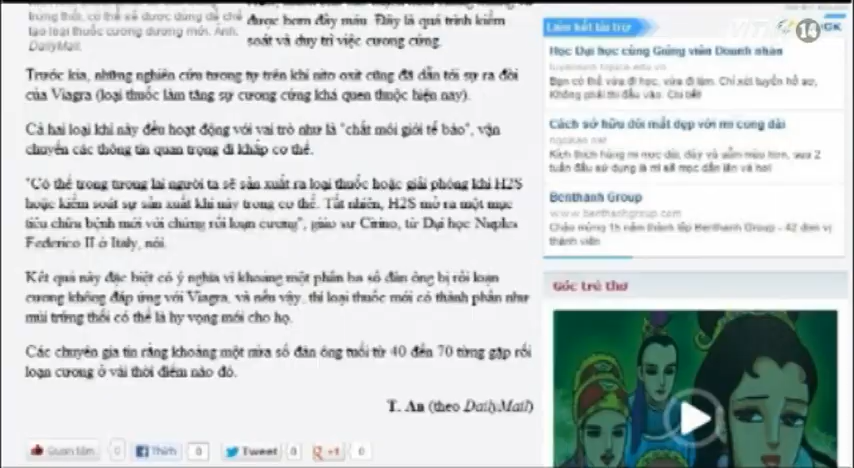 trứng thối, có thể sẽ được dùng để chế
tạo loại thuốc cương dương mới. Ảnh:
DailyMail.
được bơm đầy máu. Đây là quá trình kiểm
soát và duy trì việc cương cứng.
Trước kia, những nghiên cứu tương tự trên khí nito oxit cũng đã dẫn tới sự ra đời
của Viagra (loại thuốc làm tăng sự cương cứng khá quen thuộc hiện nay).
Cả hai loại khí này đều hoạt động với vai trò như là "chất môi giới tế bào", vận
chuyển các thông tin quan trọng đi khắp cơ thể.
"Có thể trong tương lai người ta sẽ sản xuất ra loại thuốc hoặc giải phóng khí H2S
hoặc kiểm soát sự sản xuất khí này trong cơ thể. Tất nhiên, H2S mở ra một mục
tiêu chữa bệnh mới với chứng rối loạn cương", giáo sư Cirino, từ Đại học Naples
Federico II ở Italy, nói.
Kết quả này đặc biệt có ý nghĩa vì khoảng một phần ba số đàn ông bị rối loạn
cương không đáp ứng với Viagra, và nếu vậy, thì loại thuốc mới có thành phần như
mùi trứng thối có thể là hy vọng mới cho họ.
Các chuyên gia tin rằng khoảng một nửa số đàn ông tuổi từ 40 đến 70 từng gặp rối
loạn cương ở vài thời điểm nào đó.
T. An (theo DailyMail)
Quan tâm 0 Thích 0 Tweet 0 +1 0
14
Liên kết tài trợ
Học Đại học cùng Giảng viên Doanh nhân
tuyensinh.topica.edu.vn
Bạn có thể vừa đi học, vừa đi làm. Chỉ xét tuyển hồ sơ,
Không phải thi đầu vào. Chi tiết!
Cách sở hữu đôi mắt đẹp với mi cong dài
Kích thích hàng mi mọc dài, dày và sẫm màu hơn, sau 2
tuần đầu sử dụng là mi sẽ mọc dần lên và hơi
Benthanh Group
www.benthanhgroup.com
Chào mừng 15 năm thành lập Benthanh Group - 42 đơn vị
thành viên
Góc trẻ thơ